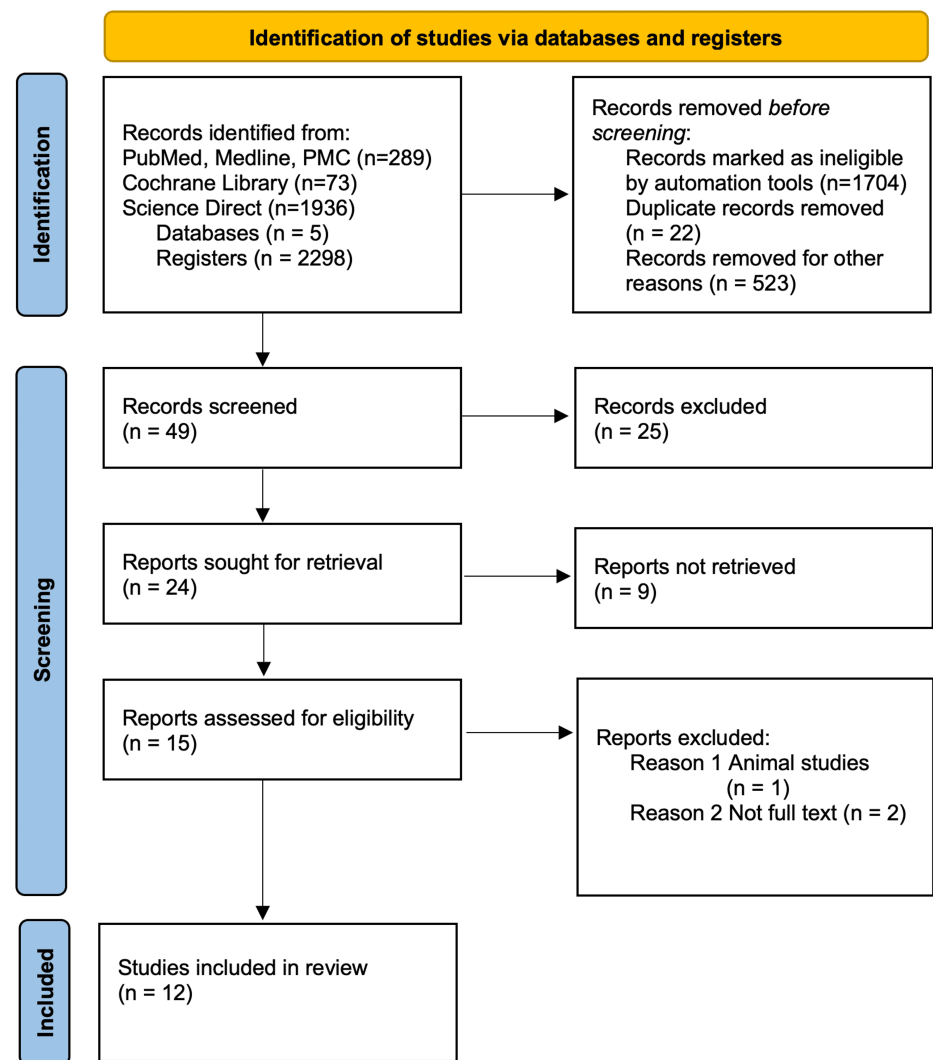 Identification of studies via databases and registers
Identification
Records identified from:
PubMed, Medline, PMC (n=289)
Cochrane Library (n=73)
Science Direct (n=1936)
Databases (n = 5)
Registers (n = 2298)
Records removed before
screening:
Records marked as ineligible
by automation tools (n=1704)
Duplicate records removed
(n = 22)
Records removed for other
reasons (n = 523)
Screening
Records screened
(n = 49)
Records excluded
(n = 25)
Reports sought for retrieval
(n = 24)
Reports not retrieved
(n = 9)
Reports assessed for eligibility
(n = 15)
Reports excluded:
Reason 1 Animal studies
(n = 1)
Reason 2 Not full text (n = 2)
Included
Studies included in review
(n = 12)